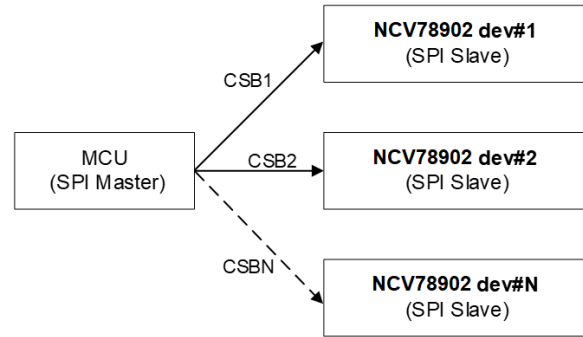 NCV78902 dev#1
(SPI Slave)
CSB1
MCU
(SPI Master)
CSB2
NCV78902 dev#2
(SPI Slave)
CSBN
NCV78902 dev#N
(SPI Slave)